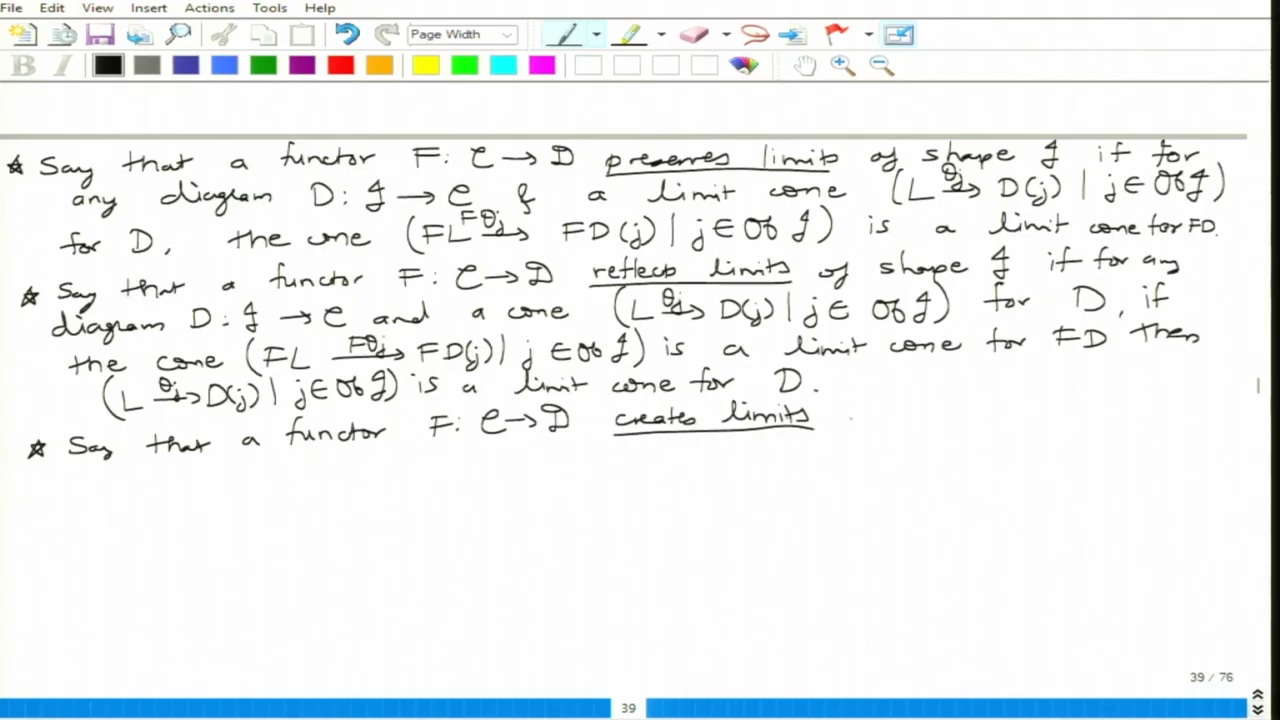 File Edit View Insert Actions Tools Help
Page Width
B I
☆ Say that a functor F: 𝒞 → 𝒟 preserves limits of shape 𝒥 if for
any diagram D: 𝒥 → 𝒞 & a limit cone (L —θj→ D(j) | j ∈ Ob 𝒥)
for D, the cone (FL —Fθj→ FD(j) | j ∈ Ob 𝒥) is a limit cone for FD.
☆ Say that a functor F: 𝒞 → 𝒟 reflects limits of shape 𝒥 if for any
diagram D: 𝒥 → 𝒞 and a cone (L —θj→ D(j) | j ∈ Ob 𝒥) for D, if
the cone (FL —Fθj→ FD(j) | j ∈ Ob 𝒥) is a limit cone for FD then
(L —θj→ D(j) | j ∈ Ob 𝒥) is a limit cone for D.
☆ Say that a functor F: 𝒞 → 𝒟 creates limits
39 / 76
39